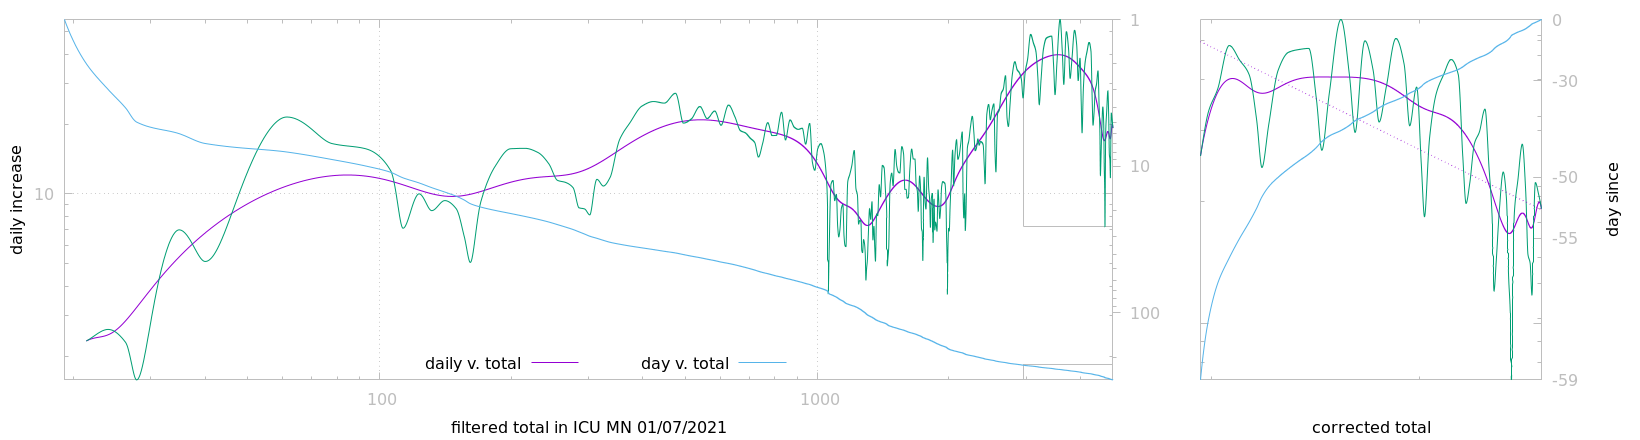 daily increase
10
daily v. total
day v. total
100
1000
filtered total in ICU MN 01/07/2021
1
10
100
corrected total
0
-30
-50
-55
-59
day since